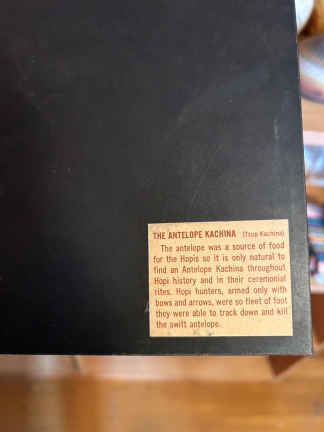 THE ANTELOPE KACHINA (Tsop Kachina)
The antelope was a source of food
for the Hopis so it is only natural to
find an Antelope Kachina throughout
Hopi history and in their ceremonial
rites. Hopi hunters, armed only with
bows and arrows, were so fleet of foot
they were able to track down and kill
the swift antelope.